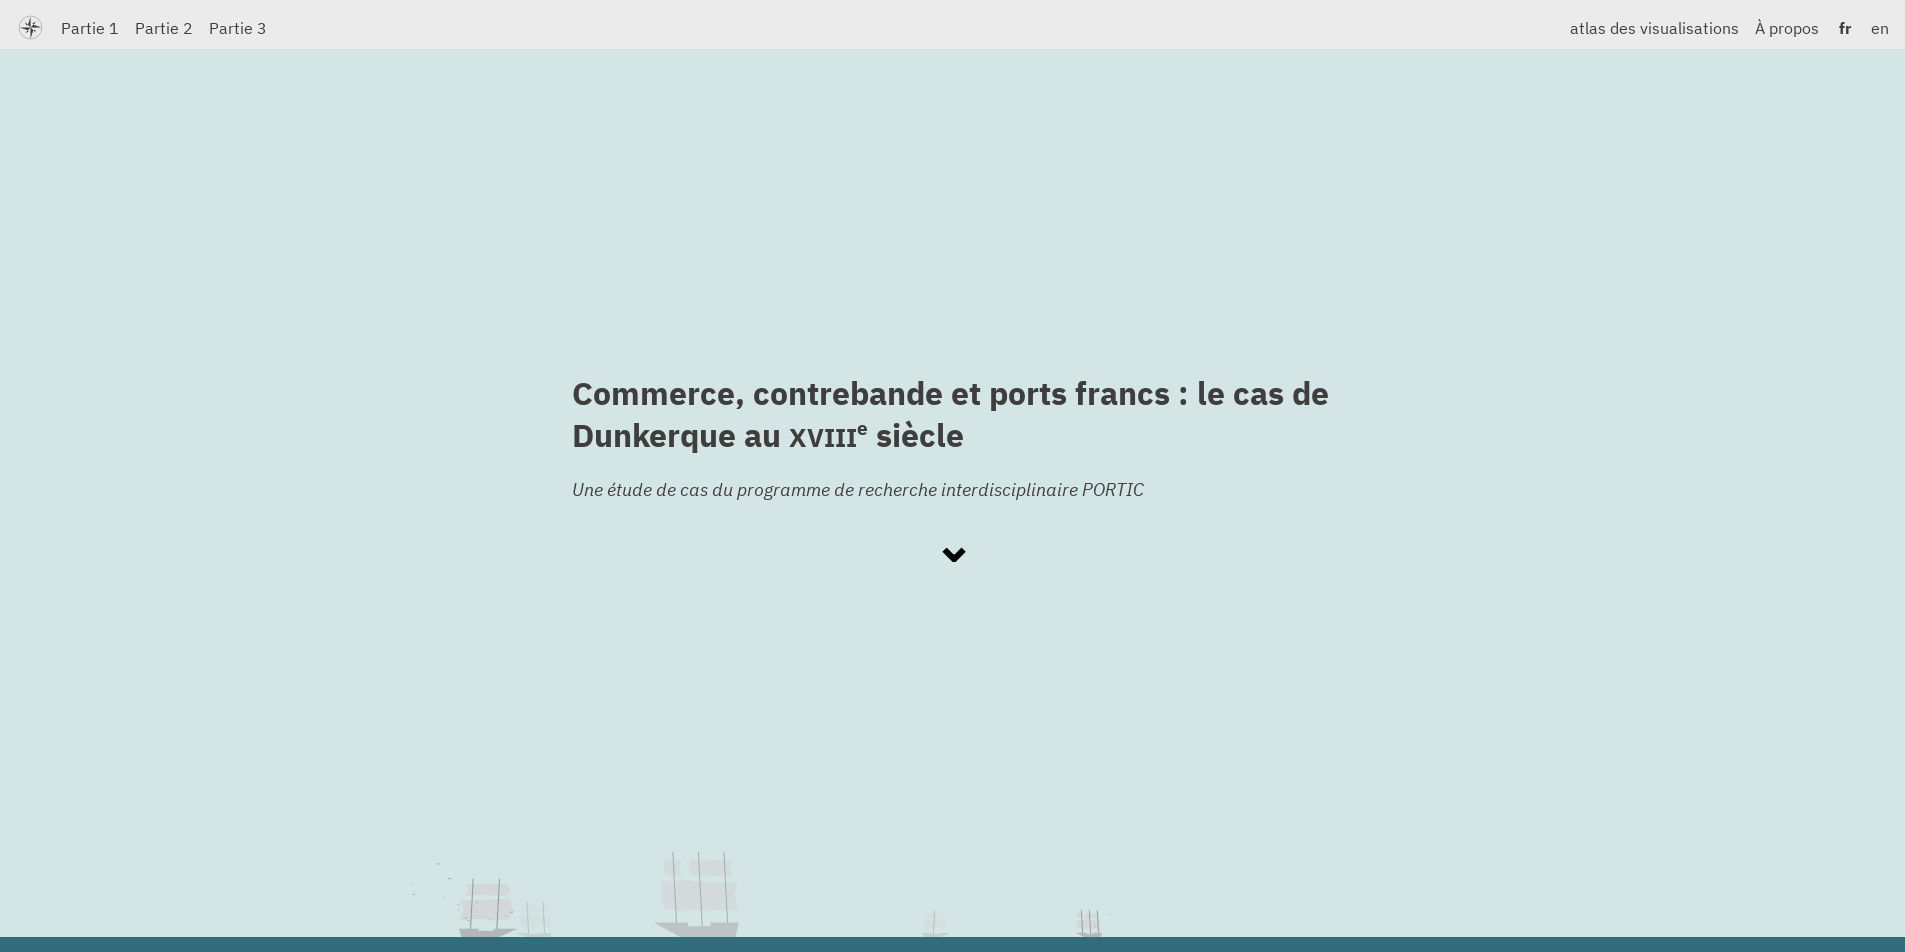 Partie 1 Partie 2 Partie 3 atlas des visualisations À propos fr en
Commerce, contrebande et ports francs : le cas de
Dunkerque au XVIIIe siècle
Une étude de cas du programme de recherche interdisciplinaire PORTIC